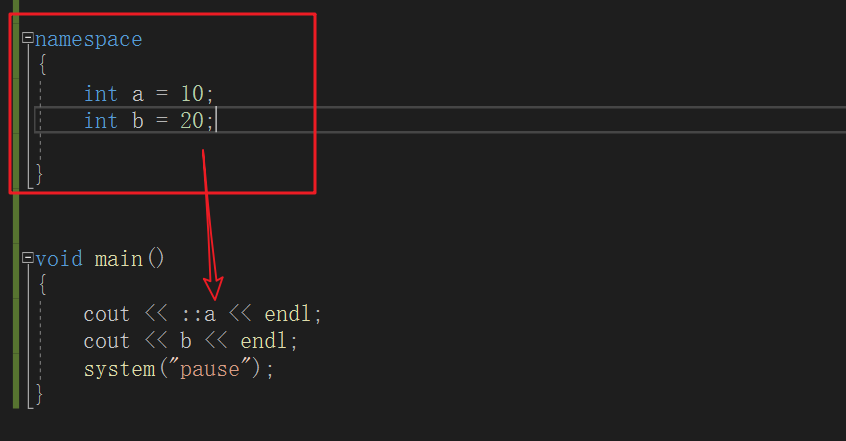 namespace
{
int a = 10;
int b = 20;
}
void main()
{
cout << ::a << endl;
cout << b << endl;
system("pause");
}